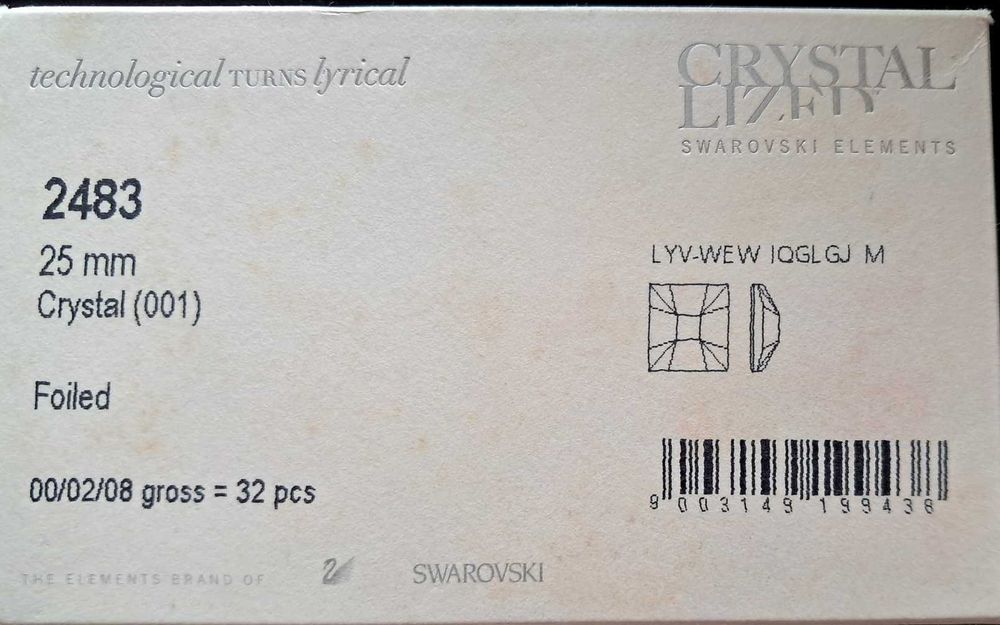 technological TURNS lyrical
CRYSTAL
LIZED
SWAROVSKI ELEMENTS
2483
25 mm
Crystal (001)
LYV-WEW IQGLGJ M
Foiled
00/02/08 gross = 32 pcs
9 003149 199438
THE ELEMENTS BRAND OF
SWAROVSKI